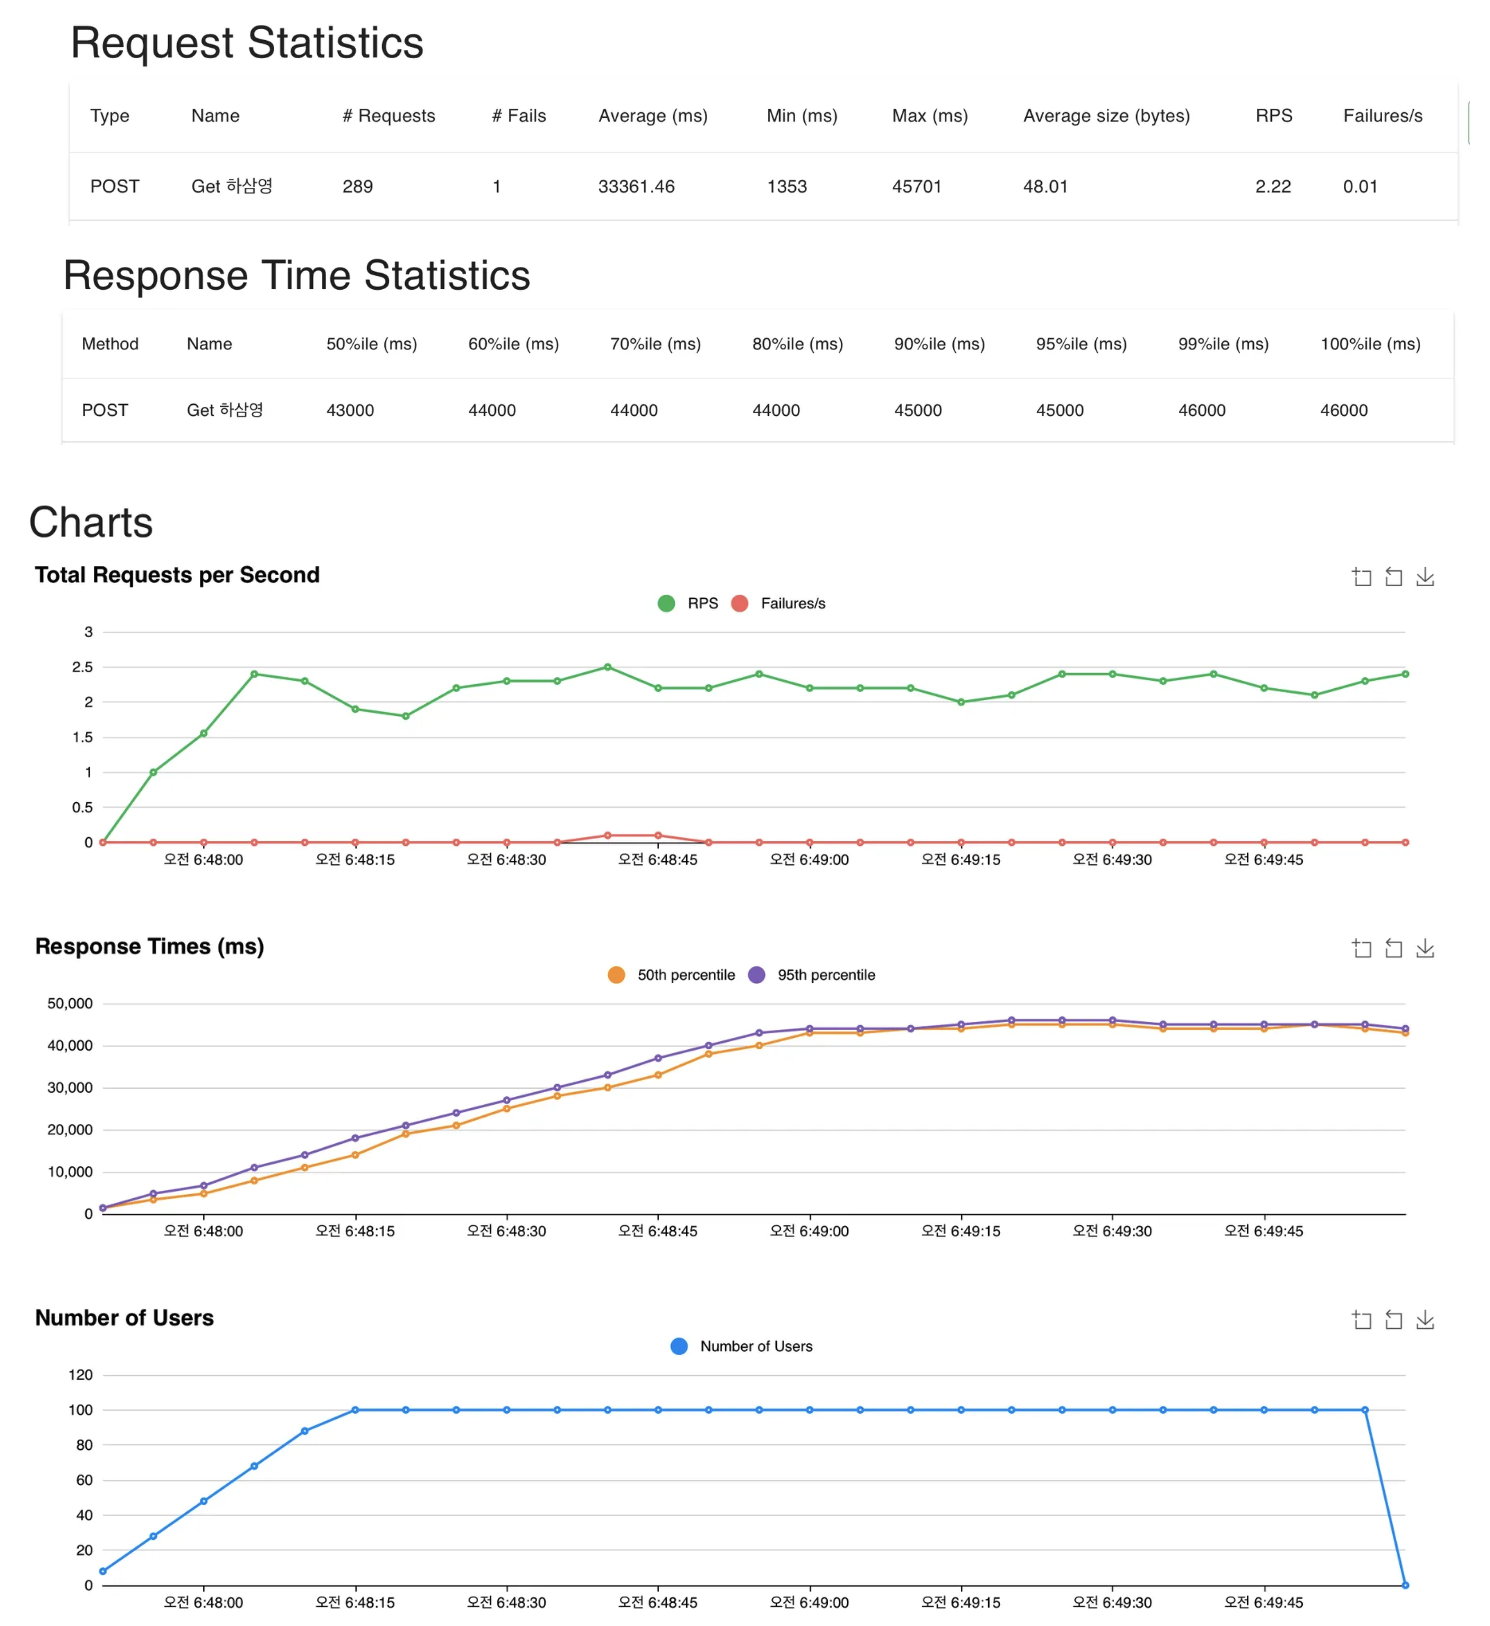 Request Statistics
Type Name # Requests # Fails Average (ms) Min (ms) Max (ms) Average size (bytes) RPS Failures/s
POST Get 하삼영 289 1 33361.46 1353 45701 48.01 2.22 0.01
Response Time Statistics
Method Name 50%ile (ms) 60%ile (ms) 70%ile (ms) 80%ile (ms) 90%ile (ms) 95%ile (ms) 99%ile (ms) 100%ile (ms)
POST Get 하삼영 43000 44000 44000 44000 45000 45000 46000 46000
Charts
Total Requests per Second
RPS Failures/s
3
2.5
2
1.5
1
0.5
0
오전 6:48:00 오전 6:48:15 오전 6:48:30 오전 6:48:45 오전 6:49:00 오전 6:49:15 오전 6:49:30 오전 6:49:45
Response Times (ms)
50th percentile 95th percentile
50,000
40,000
30,000
20,000
10,000
0
오전 6:48:00 오전 6:48:15 오전 6:48:30 오전 6:48:45 오전 6:49:00 오전 6:49:15 오전 6:49:30 오전 6:49:45
Number of Users
Number of Users
120
100
80
60
40
20
0
오전 6:48:00 오전 6:48:15 오전 6:48:30 오전 6:48:45 오전 6:49:00 오전 6:49:15 오전 6:49:30 오전 6:49:45